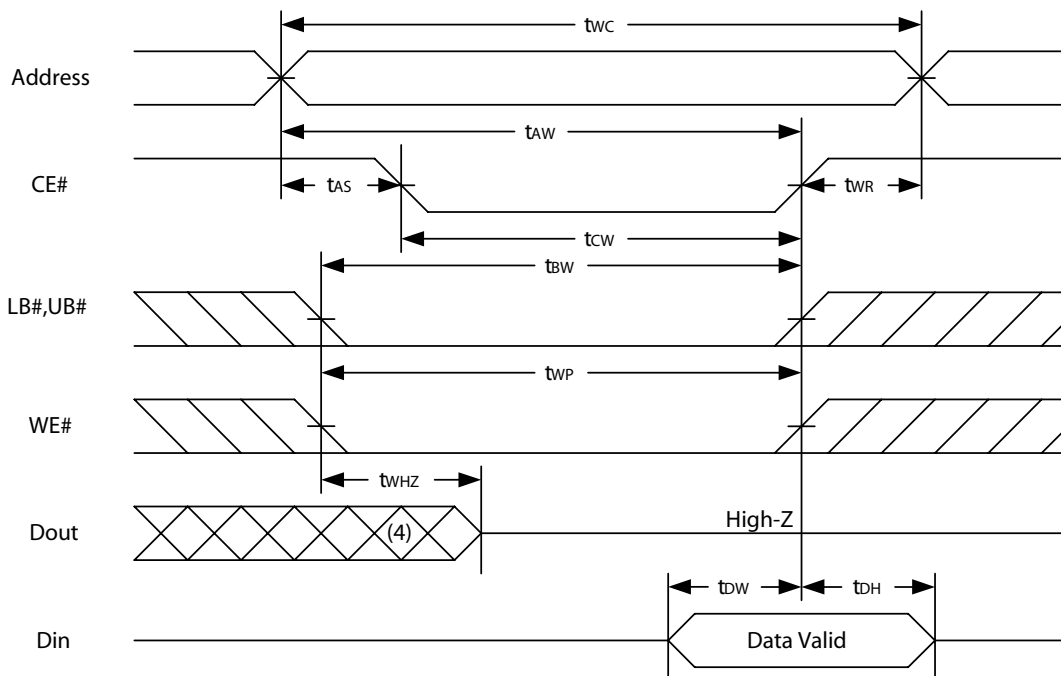 tWC
Address
tAW
CE#
tAS
tWR
tCW
tBW
LB#,UB#
tWP
WE#
tWHZ
Dout
(4)
High-Z
tDW
tDH
Din
Data Valid